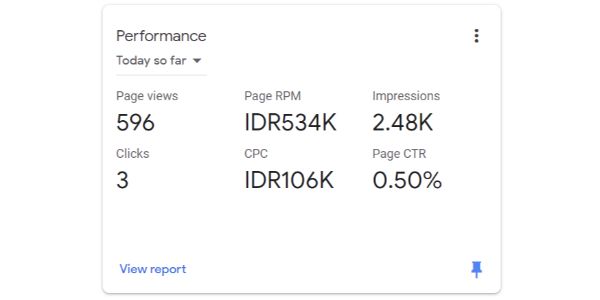 Performance
Today so far
Page views Page RPM Impressions
596 IDR534K 2.48K
Clicks CPC Page CTR
3 IDR106K 0.50%
View report